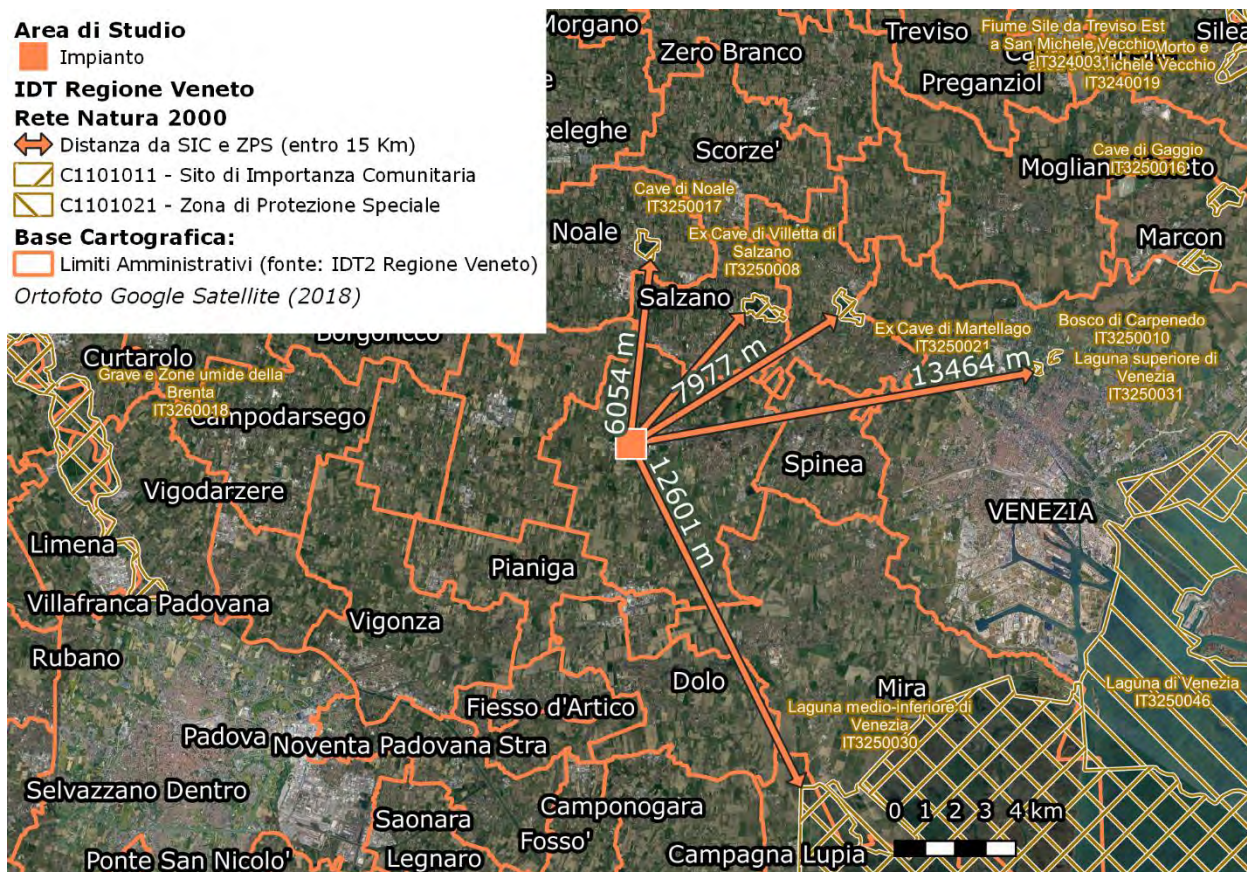 Area di Studio
Impianto
IDT Regione Veneto
Rete Natura 2000
Distanza da SIC e ZPS (entro 15 Km)
C1101011 - Sito di Importanza Comunitaria
C1101021 - Zona di Protezione Speciale
Base Cartografica:
Limiti Amministrativi (fonte: IDT2 Regione Veneto)
Ortofoto Google Satellite (2018)
Morgano
Zero Branco
Treviso
Fiume Sile da Treviso Est
a San Michele Vecchio
IT3240031
Morto e
Michele Vecchio
IT3240019
Silea
Preganziol
Scorze'
Cave di Gaggio
IT3250016
Mogliano
Cave di Noale
IT3250017
Noale
Ex Cave di Villetta di
Salzano
IT3250008
Marcon
Salzano
Ex Cave di Martellago
IT3250021
Bosco di Carpenedo
IT3250010
Laguna superiore di
Venezia
IT3250031
Borgoricco
Curtarolo
Grave e Zone umide della
Brenta
IT3260018
Campodarsego
6054 m
7977 m
13464 m
12601 m
Spinea
Vigodarzere
VENEZIA
Limena
Pianiga
Villafranca Padovana
Vigonza
Rubano
Dolo
Mira
Laguna medio-inferiore di
Venezia
IT3250030
Laguna di Venezia
IT3250046
Fiesso d'Artico
Padova
Noventa Padovana
Stra
Selvazzano Dentro
Camponogara
Saonara
Fosso'
0 1 2 3 4 km
Ponte San Nicolo'
Legnaro
Campagna Lupia